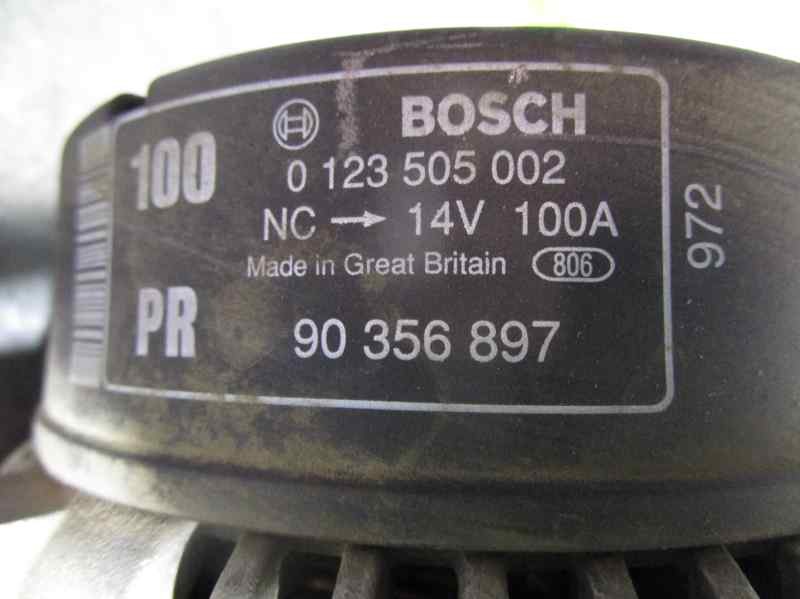 100
BOSCH
0 123 505 002
NC → 14V 100A
Made in Great Britain 806
PR
90 356 897
972